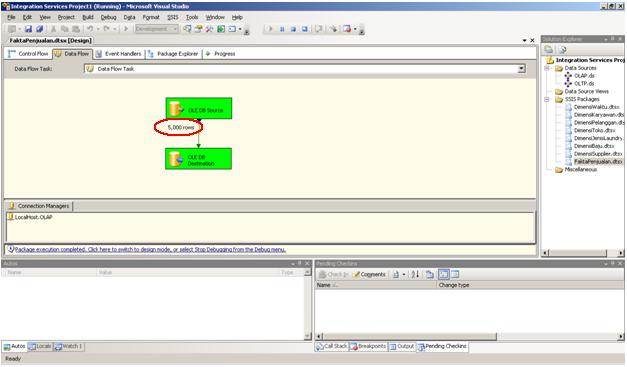 Integration Services Project1 (Running) - Microsoft Visual Studio
File Edit View Project Build Debug Data Format SSIS Tools Window Help
Development
FaktaPenjualan.dtsx [Design]
Control Flow Data Flow Event Handlers Package Explorer Progress
Data Flow Task: Data Flow Task
OLE DB Source
5,000 rows
OLE DB
Destination
Connection Managers
LocalHost.OLAP
Package execution completed. Click here to switch to design mode, or select Stop Debugging from the Debug menu.
Solution Explorer
Integration Services Proj
Data Sources
OLAP.ds
OLTP.ds
Data Source Views
SSIS Packages
DimensiWaktu.dtsx
DimensiKaryawan.dts
DimensiPelanggan.dts
DimensiToko.dtsx
DimensiJenisLaundry.
DimensiBaju.dtsx
DimensiSupplier.dtsx
FaktaPenjualan.dtsx
Miscellaneous
Autos
Name Value Type
Pending Checkins
Check In Comments
Name Change type
Autos Locals Watch 1
Call Stack Breakpoints Output Pending Checkins
Ready